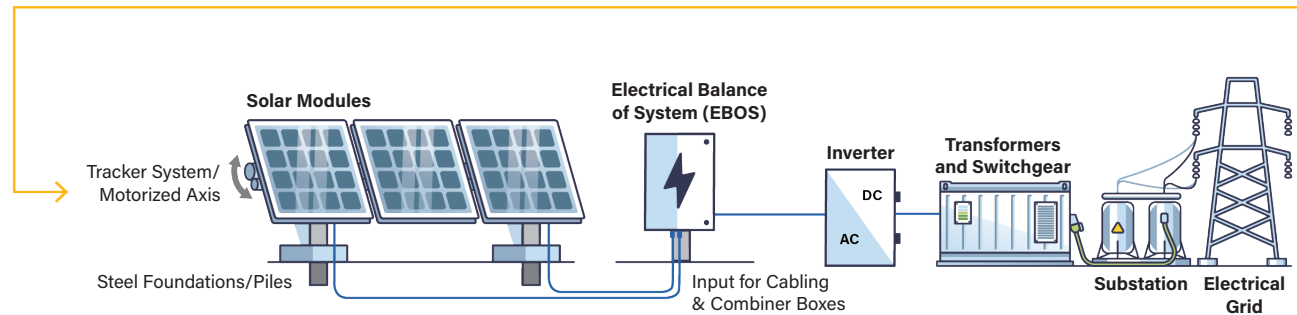 Solar Modules
Tracker System/
Motorized Axis
Steel Foundations/Piles
Electrical Balance
of System (EBOS)
Input for Cabling
& Combiner Boxes
Inverter
DC
AC
Transformers
and Switchgear
Substation
Electrical
Grid